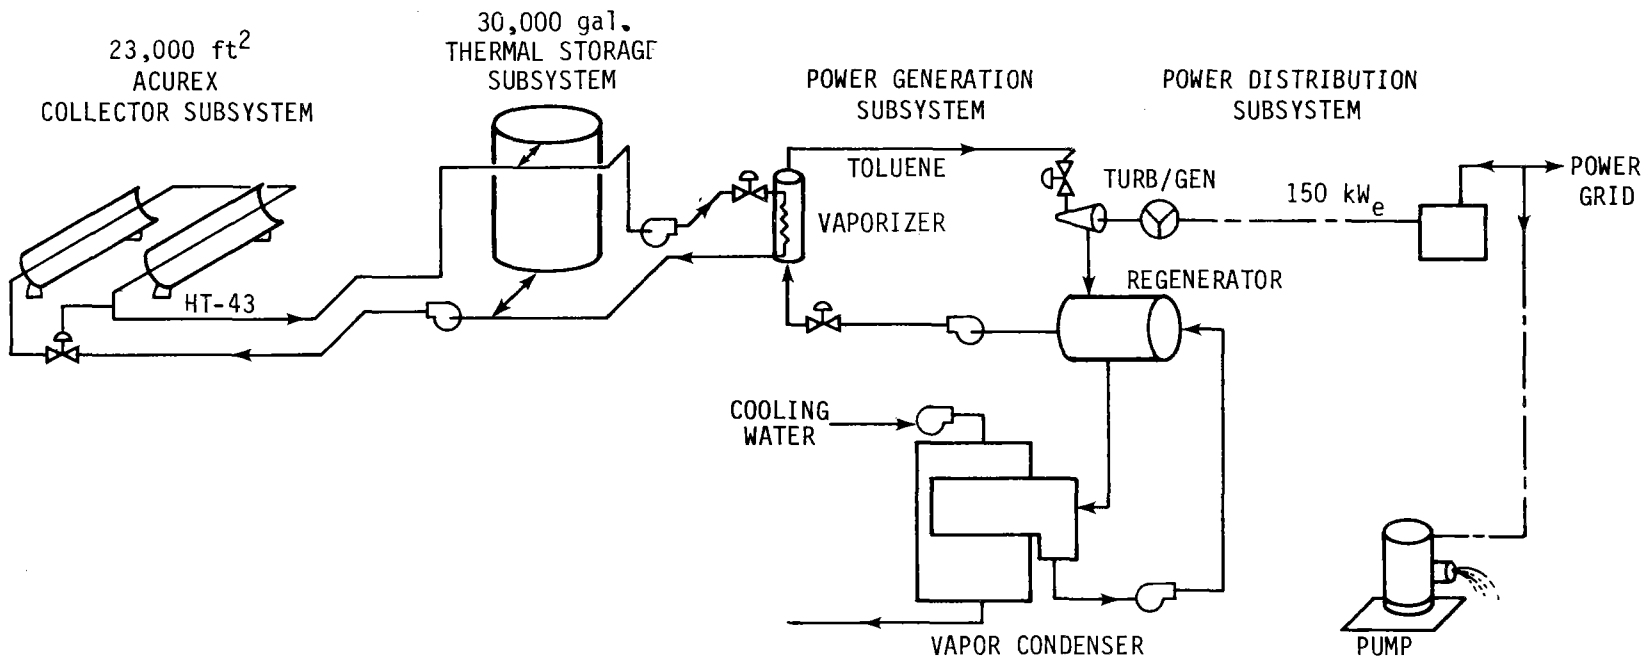 23,000 ft²
ACUREX
COLLECTOR SUBSYSTEM
30,000 gal.
THERMAL STORAGE
SUBSYSTEM
POWER GENERATION
SUBSYSTEM
POWER DISTRIBUTION
SUBSYSTEM
TOLUENE
TURB/GEN
150 kWₑ
POWER
GRID
VAPORIZER
HT-43
REGENERATOR
COOLING
WATER
VAPOR CONDENSER
PUMP